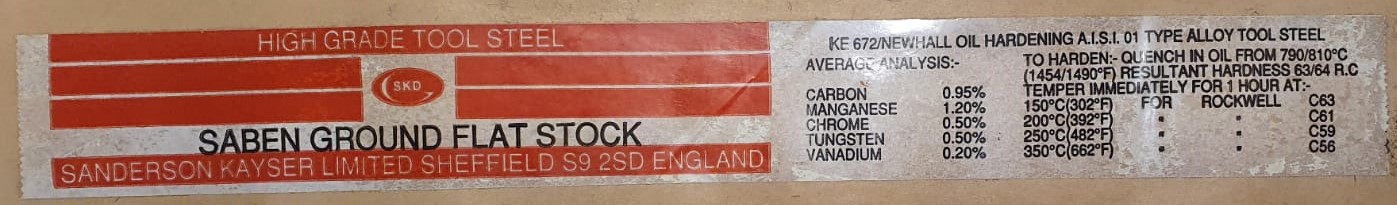 HIGH GRADE TOOL STEEL
SKD
SABEN GROUND FLAT STOCK
SANDERSON KAYSER LIMITED SHEFFIELD S9 2SD ENGLAND
KE 672/NEWHALL OIL HARDENING A.I.S.I. 01 TYPE ALLOY TOOL STEEL
AVERAGE ANALYSIS:-
CARBON 0.95%
MANGANESE 1.20%
CHROME 0.50%
TUNGSTEN 0.50%
VANADIUM 0.20%
TO HARDEN:- QUENCH IN OIL FROM 790/810°C
(1454/1490°F) RESULTANT HARDNESS 63/64 R.C
TEMPER IMMEDIATELY FOR 1 HOUR AT:-
150°C(302°F) FOR ROCKWELL C63
200°C(392°F) " " C61
250°C(482°F) " " C59
350°C(662°F) " " C56